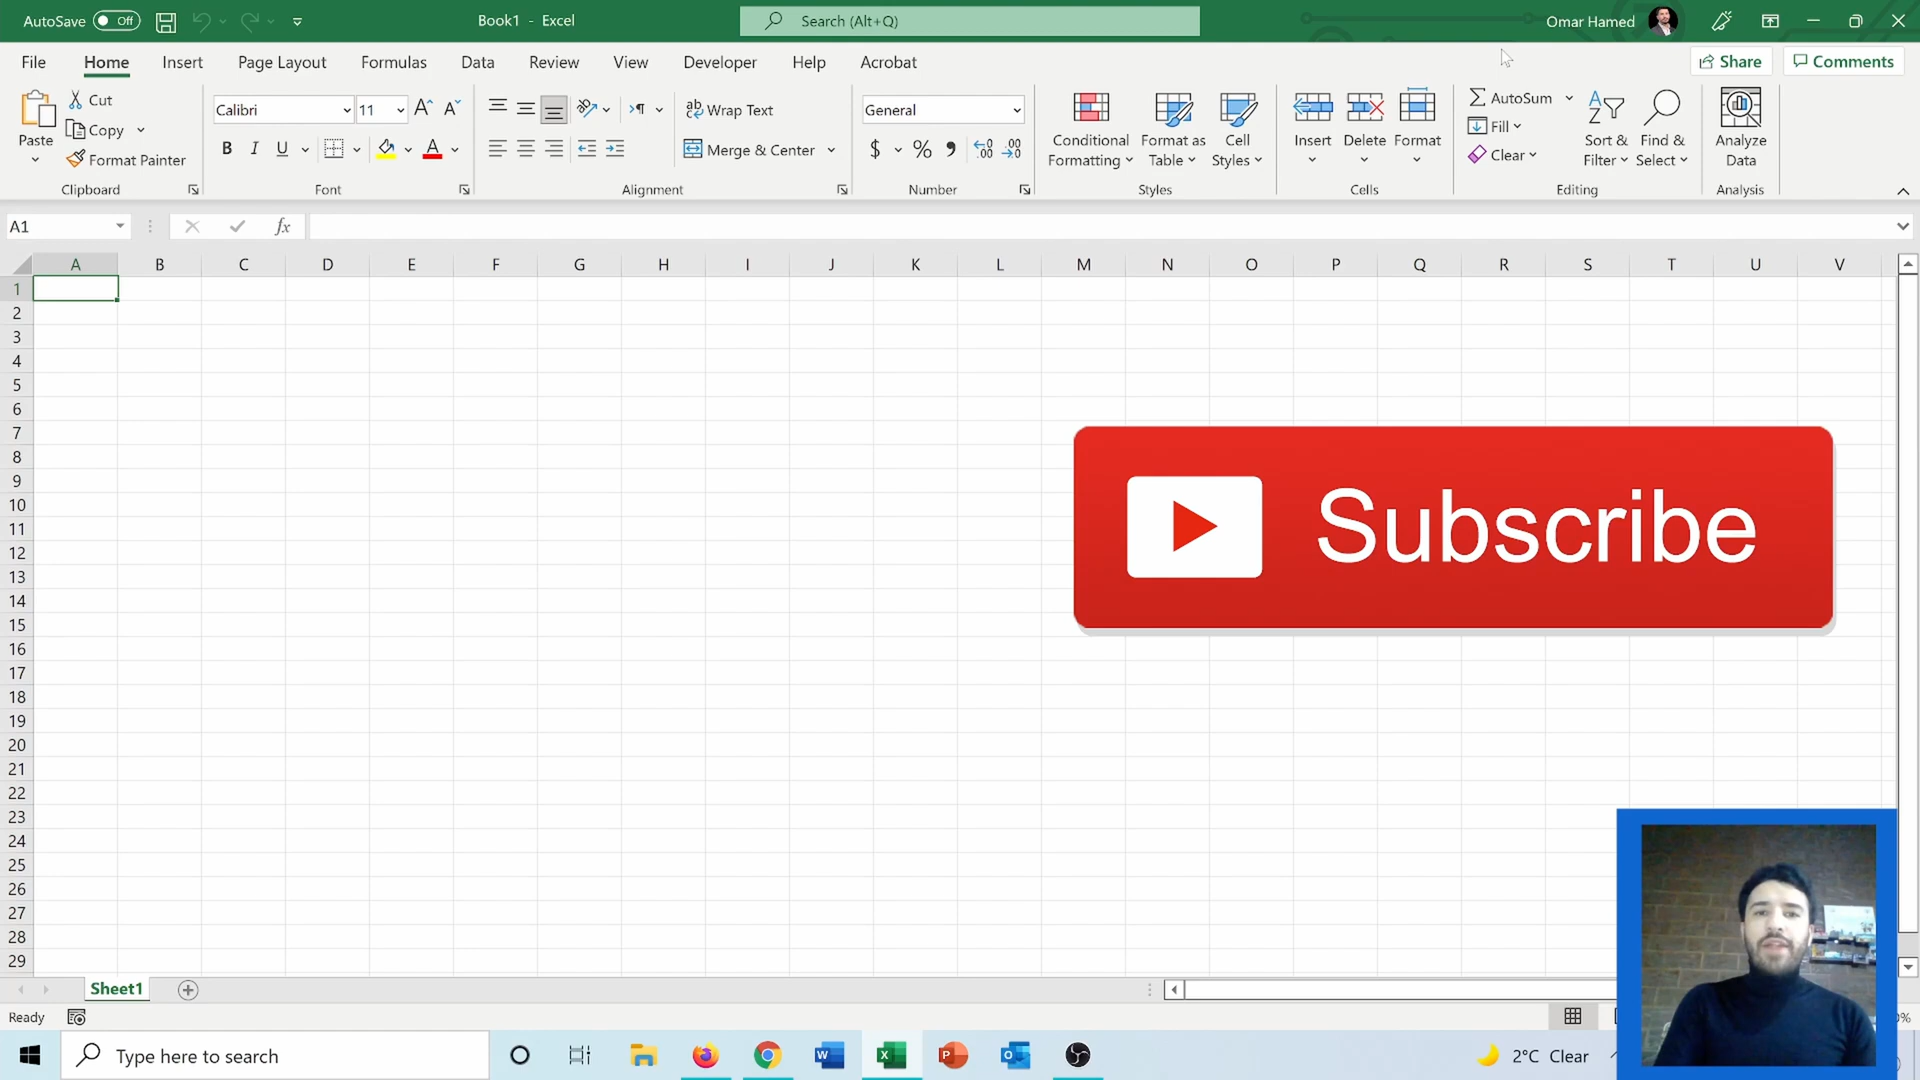 AutoSave Off
Book1 - Excel
Search (Alt+Q)
Omar Hamed
File Home Insert Page Layout Formulas Data Review View Developer Help Acrobat
Share
Comments
Paste
Cut
Copy
Format Painter
Clipboard
Calibri
11
B I U
A
Font
ab Wrap Text
Merge & Center
Alignment
General
$ %
Number
Conditional Formatting
Format as Table
Cell Styles
Styles
Insert
Delete
Format
Cells
AutoSum
Fill
Clear
Sort & Filter
Find & Select
Editing
Analyze Data
Analysis
A1
fx
A B C D E F G H I J K L M N O P Q R S T U V
1
2
3
4
5
6
7
8
9
10
11
12
13
14
15
16
17
18
19
20
21
22
23
24
25
26
27
28
29
Subscribe
Sheet1
Ready
Type here to search
2°C Clear